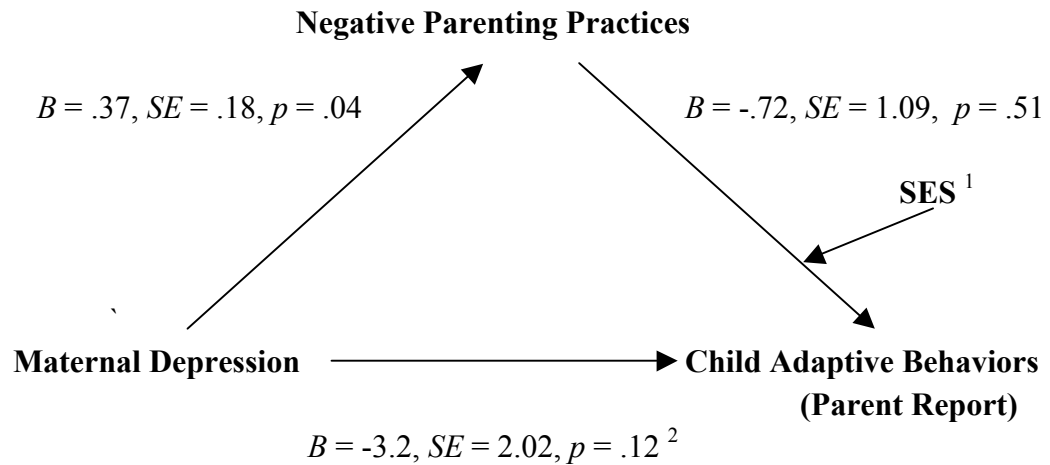 Negative Parenting Practices
B = .37, SE = .18, p = .04
B = -.72, SE = 1.09, p = .51
SES 1
`
Maternal Depression
Child Adaptive Behaviors
(Parent Report)
B = -3.2, SE = 2.02, p = .12 2